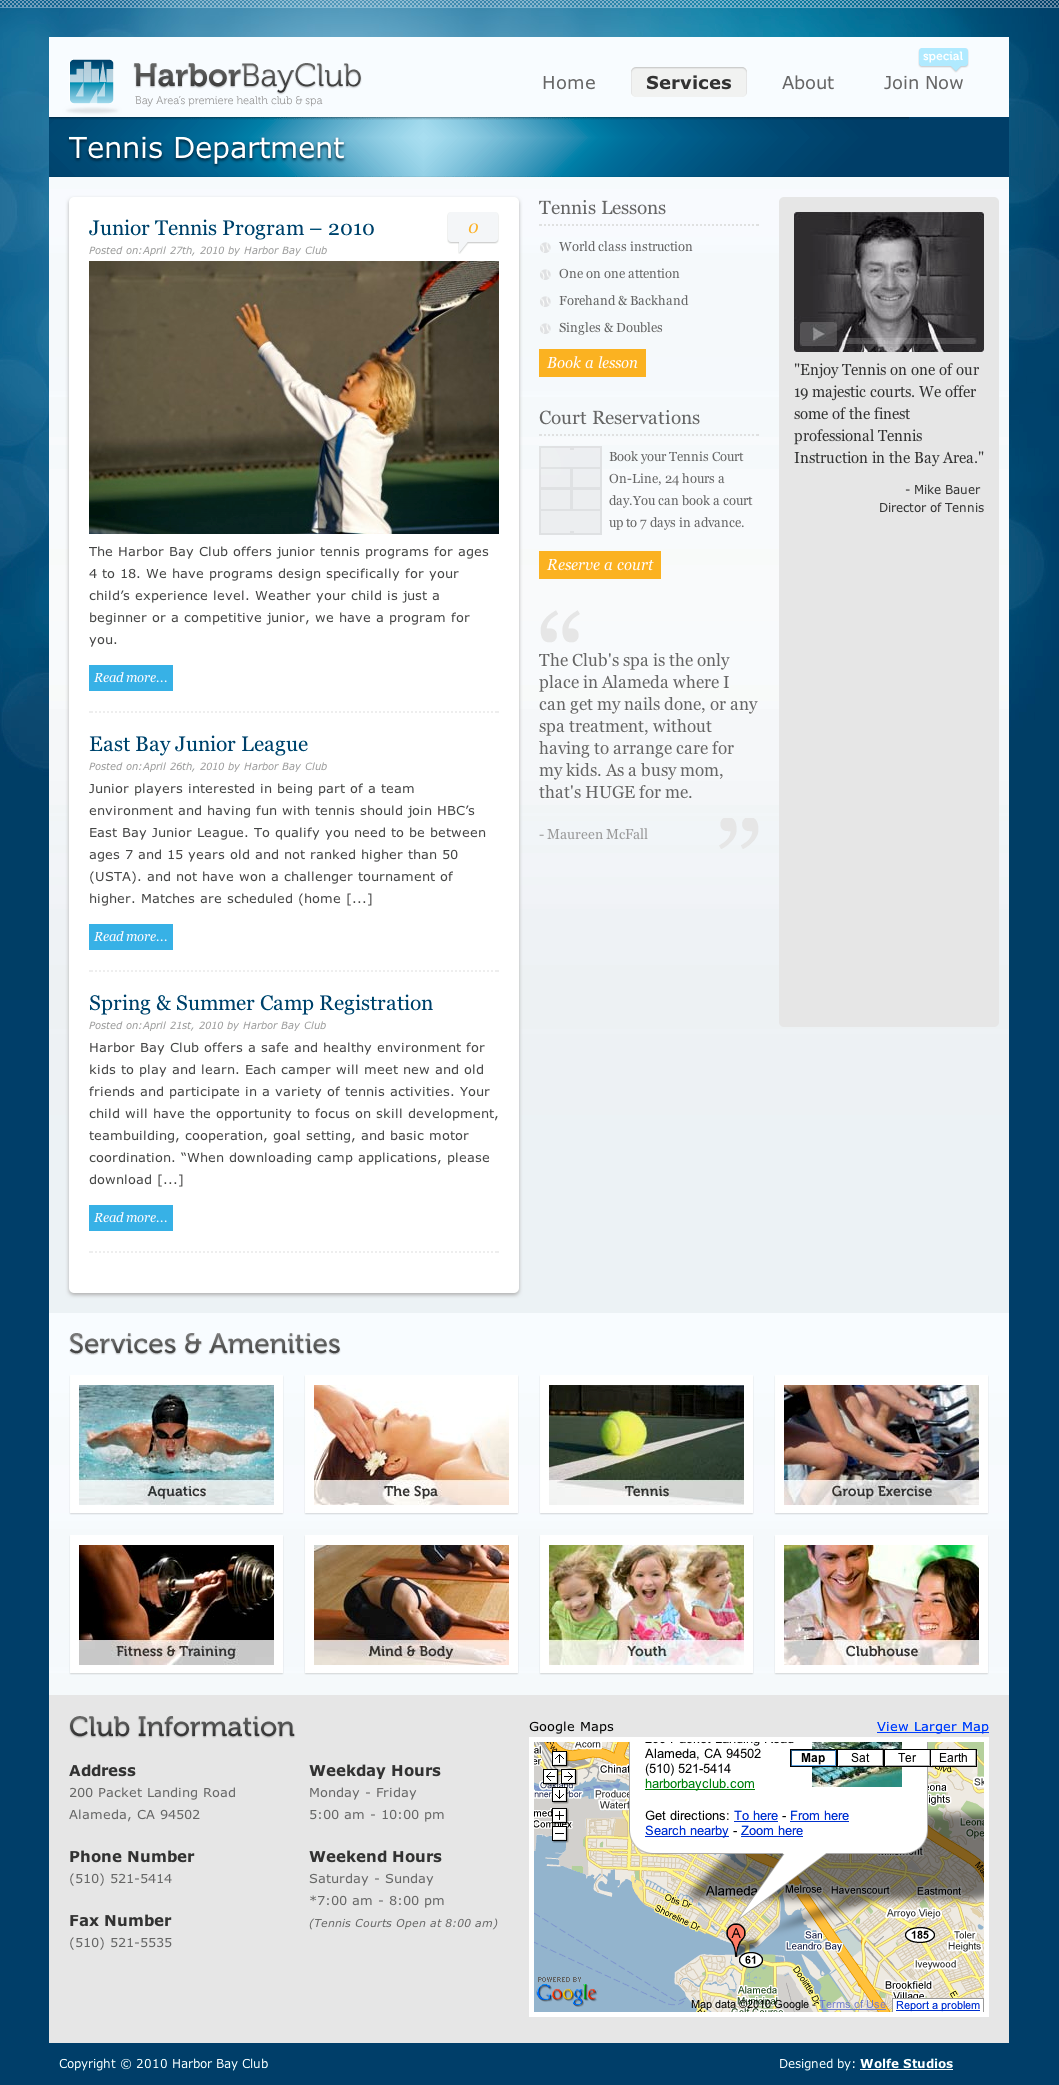 HarborBayClub
Bay Area's premiere health club & spa
Home
Services
About
special
Join Now
Tennis Department
Junior Tennis Program – 2010
0
Posted on:April 27th, 2010 by Harbor Bay Club
The Harbor Bay Club offers junior tennis programs for ages
4 to 18. We have programs design specifically for your
child’s experience level. Weather your child is just a
beginner or a competitive junior, we have a program for
you.
Read more...
East Bay Junior League
Posted on:April 26th, 2010 by Harbor Bay Club
Junior players interested in being part of a team
environment and having fun with tennis should join HBC’s
East Bay Junior League. To qualify you need to be between
ages 7 and 15 years old and not ranked higher than 50
(USTA). and not have won a challenger tournament of
higher. Matches are scheduled (home [...]
Read more...
Spring & Summer Camp Registration
Posted on:April 21st, 2010 by Harbor Bay Club
Harbor Bay Club offers a safe and healthy environment for
kids to play and learn. Each camper will meet new and old
friends and participate in a variety of tennis activities. Your
child will have the opportunity to focus on skill development,
teambuilding, cooperation, goal setting, and basic motor
coordination. “When downloading camp applications, please
download [...]
Read more...
Tennis Lessons
World class instruction
One on one attention
Forehand & Backhand
Singles & Doubles
Book a lesson
Court Reservations
Book your Tennis Court
On-Line, 24 hours a
day.You can book a court
up to 7 days in advance.
Reserve a court
“
The Club's spa is the only
place in Alameda where I
can get my nails done, or any
spa treatment, without
having to arrange care for
my kids. As a busy mom,
that's HUGE for me.
- Maureen McFall
”
"Enjoy Tennis on one of our
19 majestic courts. We offer
some of the finest
professional Tennis
Instruction in the Bay Area."
- Mike Bauer
Director of Tennis
Services & Amenities
Aquatics
The Spa
Tennis
Group Exercise
Fitness & Training
Mind & Body
Youth
Clubhouse
Club Information
Address
200 Packet Landing Road
Alameda, CA 94502
Phone Number
(510) 521-5414
Fax Number
(510) 521-5535
Weekday Hours
Monday - Friday
5:00 am - 10:00 pm
Weekend Hours
Saturday - Sunday
*7:00 am - 8:00 pm
(Tennis Courts Open at 8:00 am)
Google Maps
View Larger Map
Alameda, CA 94502
(510) 521-5414
harborbayclub.com
Get directions: To here - From here
Search nearby - Zoom here
Map
Sat
Ter
Earth
Acorn
Produce
Alameda
Otis Dr
Shoreline Dr
Melrose
Havenscourt
Eastmont
Arroyo Viejo
San
Leandro Bay
185
Toler
Heights
A
61
Iveywood
Doolittle Dr
Brookfield
Village
Alameda
POWERED BY
Google
Map data ©2010 Google - Terms of Use
Report a problem
Copyright © 2010 Harbor Bay Club
Designed by: Wolfe Studios